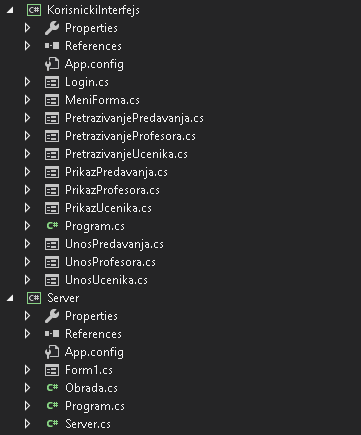 KorisnickiInterfejs
Properties
References
App.config
Login.cs
MeniForma.cs
PretrazivanjePredavanja.cs
PretrazivanjeProfesora.cs
PretrazivanjeUcenika.cs
PrikazPredavanja.cs
PrikazProfesora.cs
PrikazUcenika.cs
C# Program.cs
UnosPredavanja.cs
UnosProfesora.cs
UnosUcenika.cs
C# Server
Properties
References
App.config
Form1.cs
C# Obrada.cs
C# Program.cs
C# Server.cs